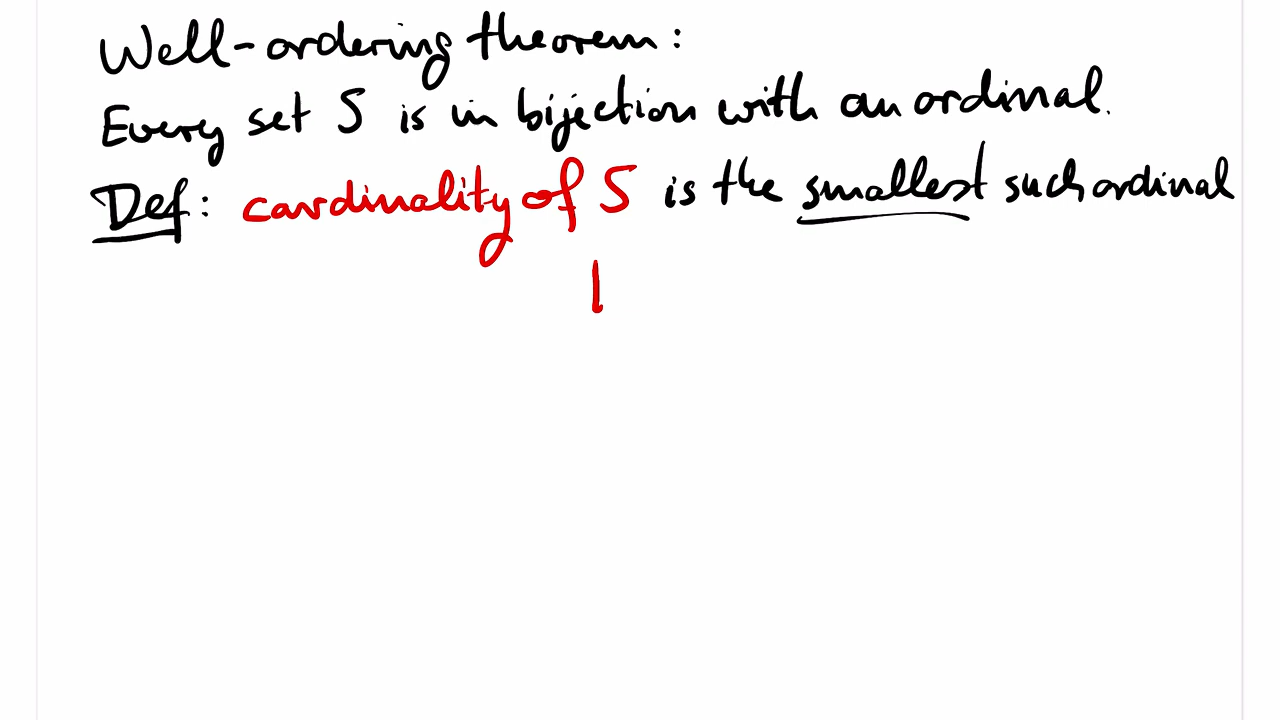 Well-ordering theorem:
Every set S is in bijection with an ordinal.
Def: cardinality of S is the smallest such ordinal
|